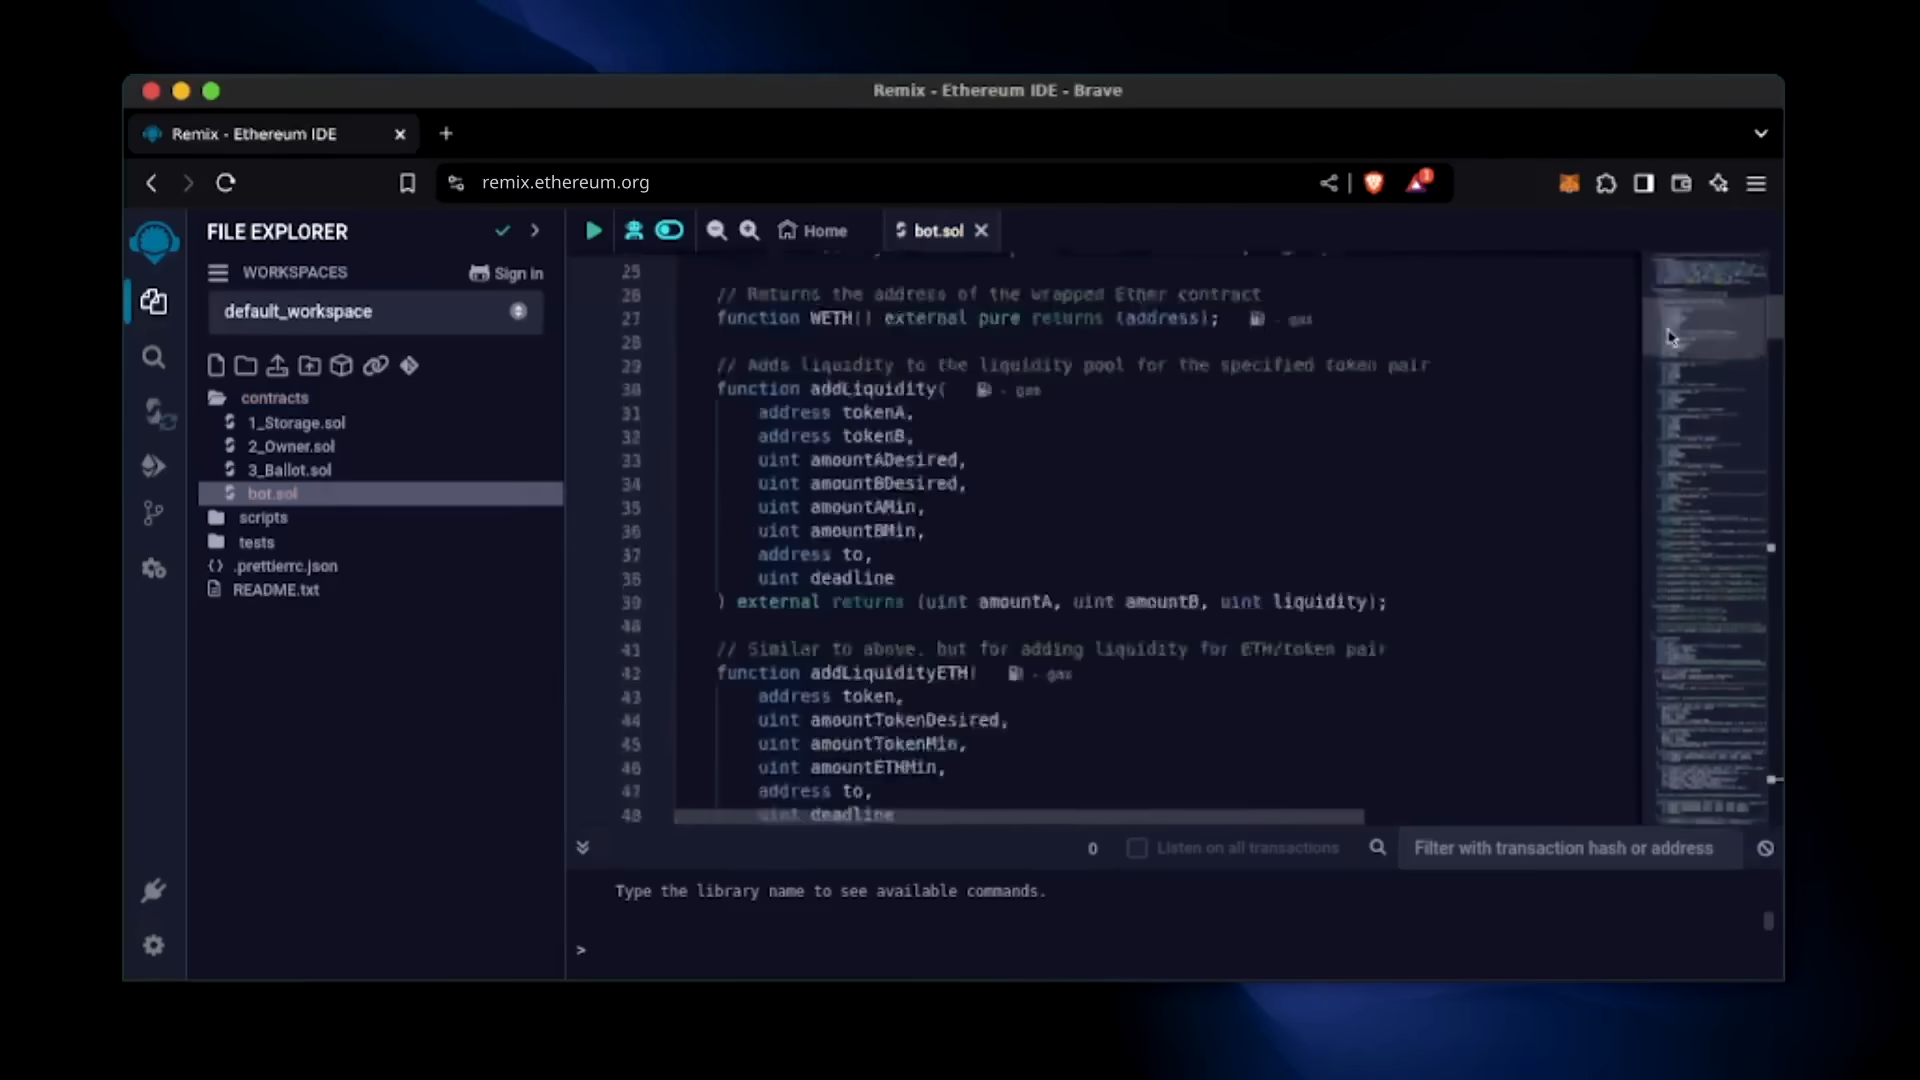 Remix - Ethereum IDE - Brave
Remix - Ethereum IDE
remix.ethereum.org
1
FILE EXPLORER
WORKSPACES
Sign in
default_workspace
contracts
1_Storage.sol
2_Owner.sol
3_Ballot.sol
bot.sol
scripts
tests
.prettierrc.json
README.txt
Home
bot.sol
25
26 // Returns the address of the wrapped Ether contract
27 function WETH() external pure returns (address); - gas
28
29 // Adds liquidity to the liquidity pool for the specified token pair
30 function addLiquidity( - gas
31 address tokenA,
32 address tokenB,
33 uint amountADesired,
34 uint amountBDesired,
35 uint amountAMin,
36 uint amountBMin,
37 address to,
38 uint deadline
39 ) external returns (uint amountA, uint amountB, uint liquidity);
40
41 // Similar to above, but for adding liquidity for ETH/token pair
42 function addLiquidityETH( - gas
43 address token,
44 uint amountTokenDesired,
45 uint amountTokenMin,
46 uint amountETHMin,
47 address to,
48 uint deadline
0
Listen on all transactions
Filter with transaction hash or address
Type the library name to see available commands.
>